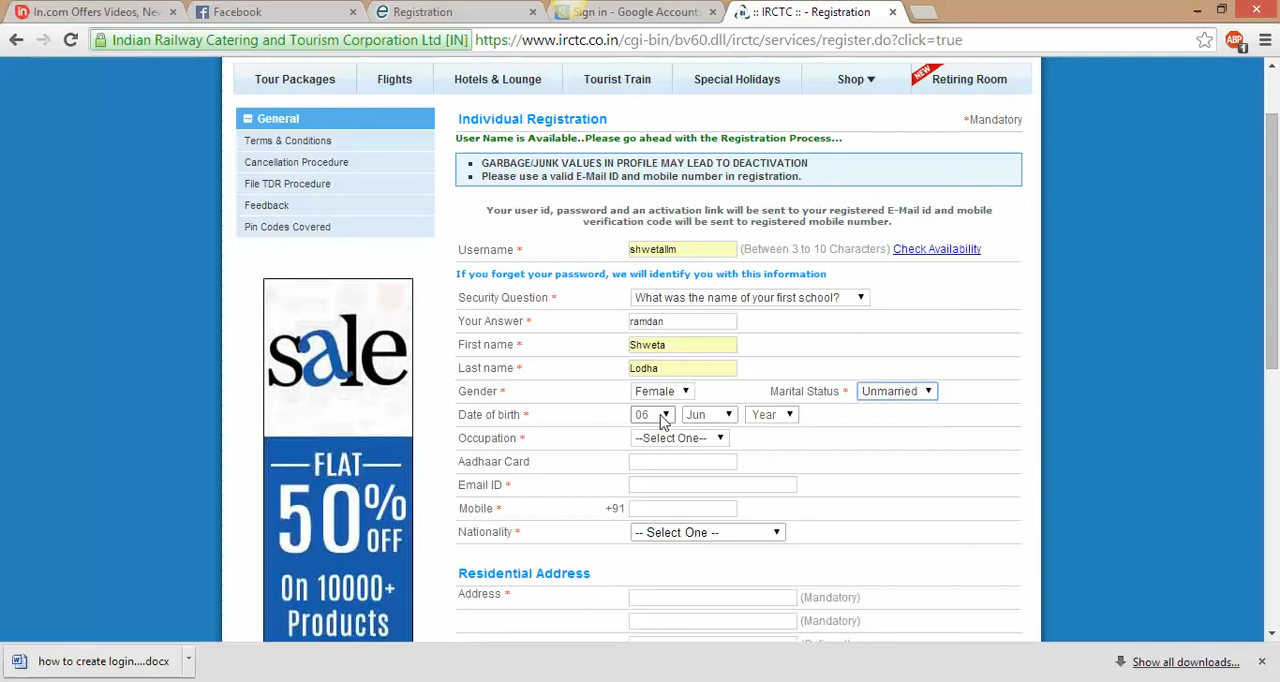 In.com Offers Videos, Nev
Facebook
Registration
Sign in - Google Accounts
:: IRCTC :: - Registration
Indian Railway Catering and Tourism Corporation Ltd [IN]
https://www.irctc.co.in/cgi-bin/bv60.dll/irctc/services/register.do?click=true
ABP
1
Tour Packages
Flights
Hotels & Lounge
Tourist Train
Special Holidays
Shop ▾
NEW
Retiring Room
General
Terms & Conditions
Cancellation Procedure
File TDR Procedure
Feedback
Pin Codes Covered
sale
FLAT
50% OFF
On 10000+
Products
Individual Registration
*Mandatory
User Name is Available..Please go ahead with the Registration Process...
GARBAGE/JUNK VALUES IN PROFILE MAY LEAD TO DEACTIVATION
Please use a valid E-Mail ID and mobile number in registration.
Your user id, password and an activation link will be sent to your registered E-Mail id and mobile
verification code will be sent to registered mobile number.
Username * shwetallm (Between 3 to 10 Characters) Check Availability
If you forget your password, we will identify you with this information
Security Question * What was the name of your first school?
Your Answer * ramdan
First name * Shweta
Last name * Lodha
Gender * Female Marital Status * Unmarried
Date of birth * 06 Jun Year
Occupation * --Select One--
Aadhaar Card
Email ID *
Mobile * +91
Nationality * -- Select One --
Residential Address
Address * (Mandatory)
(Mandatory)
how to create login....docx
Show all downloads...